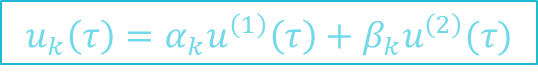 u_k(τ) = α_k u^(1)(τ) + β_k u^(2)(τ)